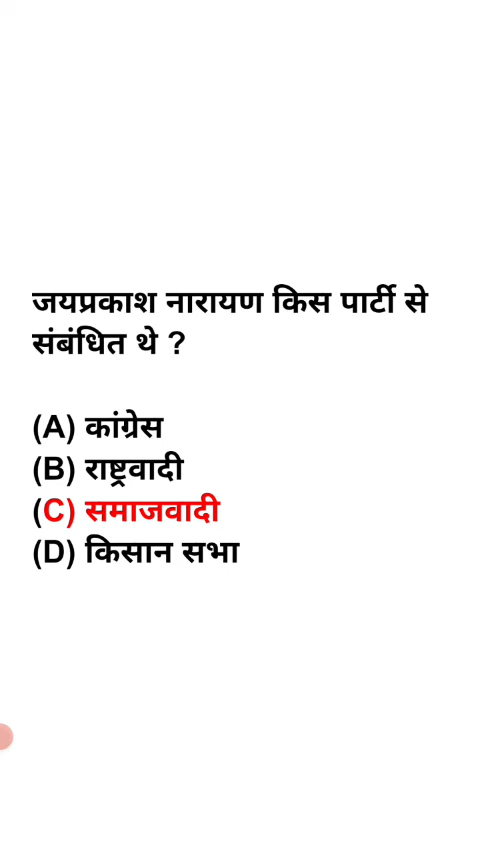 जयप्रकाश नारायण किस पार्टी से
संबंधित थे ?
(A) कांग्रेस
(B) राष्ट्रवादी
(C) समाजवादी
(D) किसान सभा